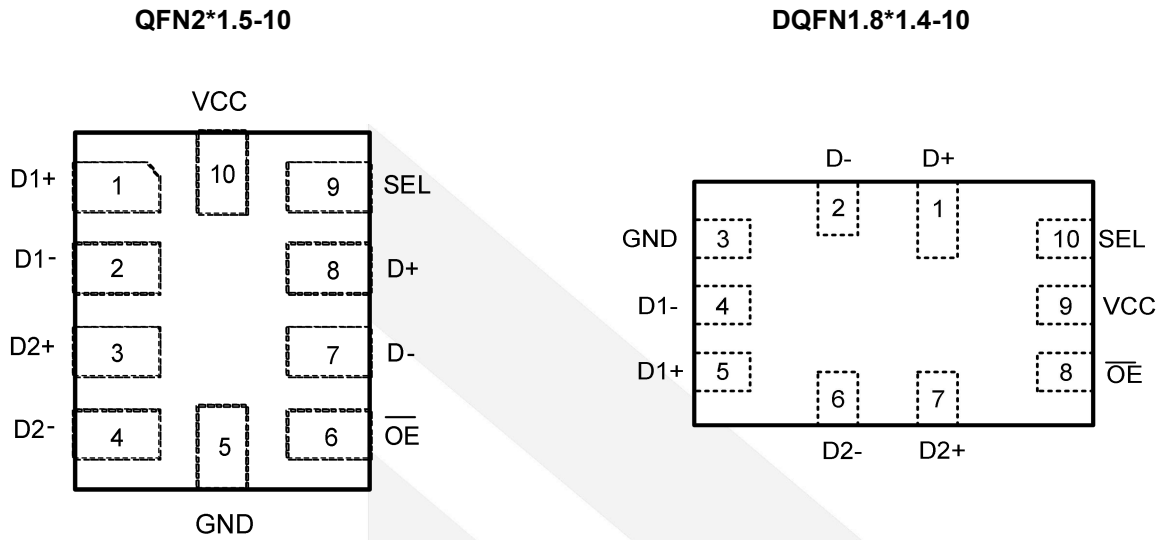 QFN2*1.5-10
VCC
D1+ 1 10 9 SEL
D1- 2 8 D+
D2+ 3 7 D-
D2- 4 5 6 O̅E̅
GND
DQFN1.8*1.4-10
D- D+
2 1
GND 3 10 SEL
D1- 4 9 VCC
D1+ 5 8 O̅E̅
6 7
D2- D2+